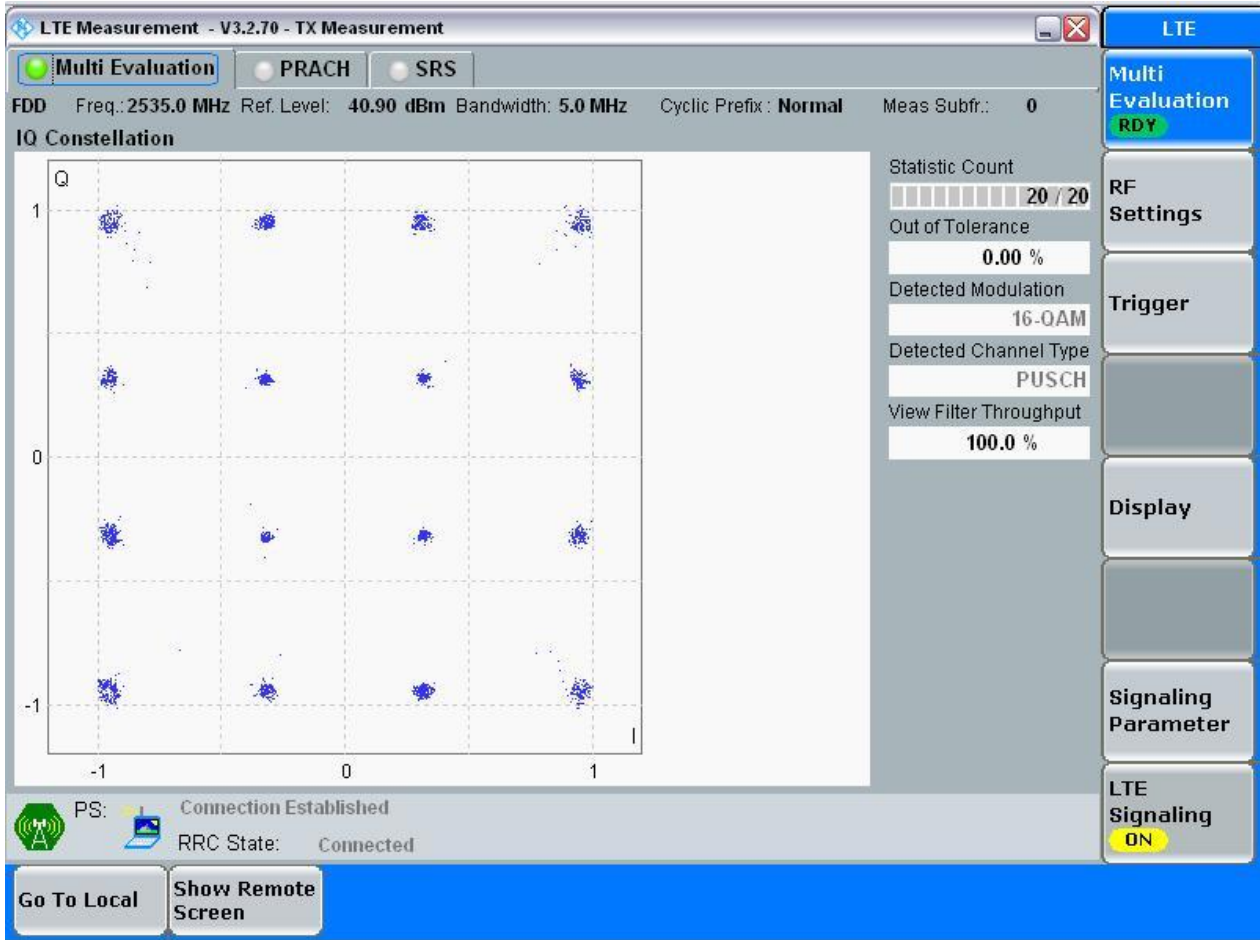 LTE Measurement - V3.2.70 - TX Measurement
LTE
Multi Evaluation PRACH SRS
Multi
Evaluation
RDY
FDD Freq.: 2535.0 MHz Ref. Level: 40.90 dBm Bandwidth: 5.0 MHz Cyclic Prefix : Normal Meas Subfr.: 0
IQ Constellation
Q
1
0
-1
I
-1 0 1
Statistic Count
20 / 20
Out of Tolerance
0.00 %
Detected Modulation
16-QAM
Detected Channel Type
PUSCH
View Filter Throughput
100.0 %
RF
Settings
Trigger
Display
Signaling
Parameter
LTE
Signaling
ON
PS: Connection Established
RRC State: Connected
Go To Local
Show Remote
Screen